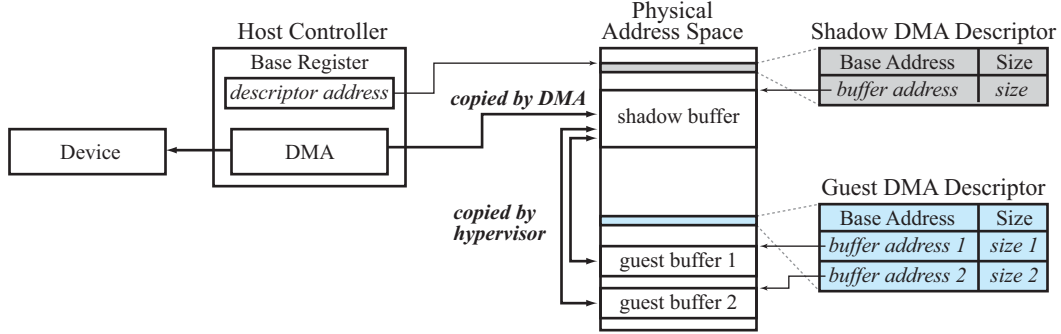 Host Controller
Base Register
descriptor address
Device
DMA
copied by DMA
copied by
hypervisor
Physical
Address Space
shadow buffer
guest buffer 1
guest buffer 2
Shadow DMA Descriptor
Base Address Size
buffer address size
Guest DMA Descriptor
Base Address Size
buffer address 1 size 1
buffer address 2 size 2